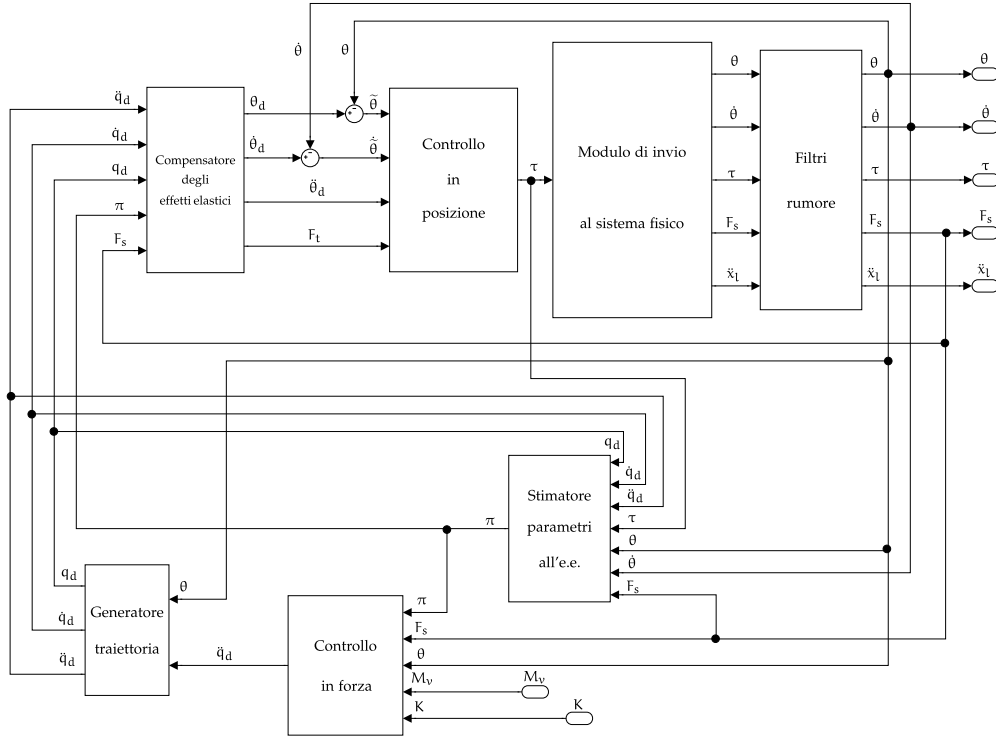 θ̇
θ
q̈d
q̇d
qd
π
Fs
Compensatore
degli
effetti elastici
θd
θ̇d
θ̈d
Ft
+
-
+
-
θ̃
θ̃̇
Controllo
in
posizione
τ
Modulo di invio
al sistema fisico
θ
θ̇
τ
Fs
ẍl
Filtri
rumore
θ
θ̇
τ
Fs
ẍl
θ
θ̇
τ
Fs
ẍl
qd
q̇d
q̈d
τ
θ
θ̇
Fs
Stimatore
parametri
all'e.e.
π
qd
q̇d
q̈d
Generatore
traiettoria
θ
q̈d
Controllo
in forza
π
Fs
θ
Mv
K
Mv
K